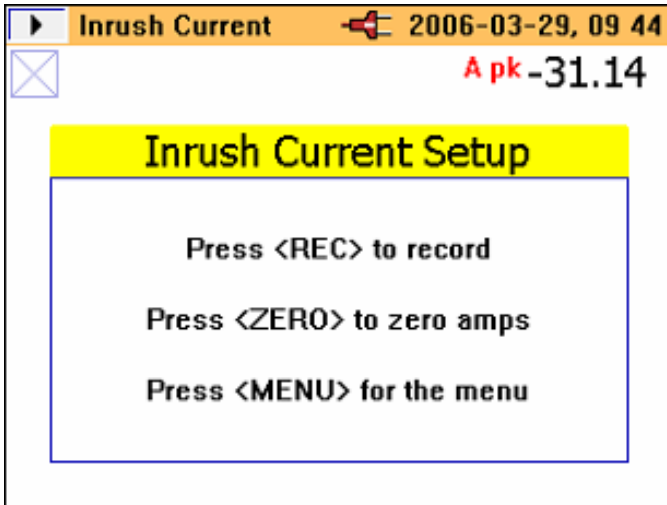 Inrush Current 2006-03-29, 09 44
A pk -31.14
Inrush Current Setup
Press <REC> to record
Press <ZERO> to zero amps
Press <MENU> for the menu